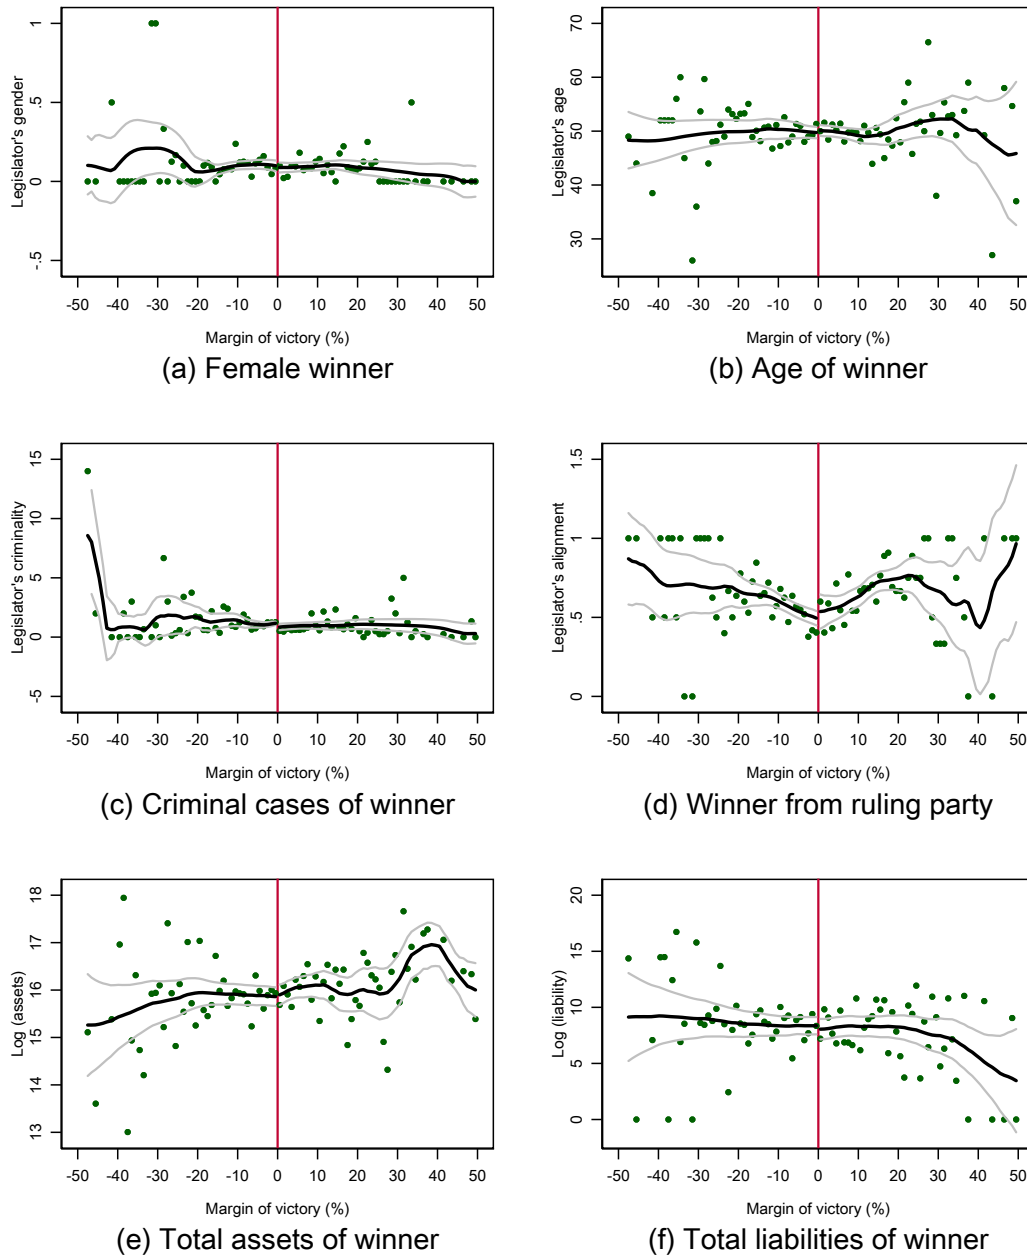 Legislator's gender
1
.5
0
-.5
-50 -40 -30 -20 -10 0 10 20 30 40 50
Margin of victory (%)
(a) Female winner
Legislator's age
70
60
50
40
30
-50 -40 -30 -20 -10 0 10 20 30 40 50
Margin of victory (%)
(b) Age of winner
Legislator's criminality
15
10
5
0
-5
-50 -40 -30 -20 -10 0 10 20 30 40 50
Margin of victory (%)
(c) Criminal cases of winner
Legislator's alignment
1.5
1
.5
0
-50 -40 -30 -20 -10 0 10 20 30 40 50
Margin of victory (%)
(d) Winner from ruling party
Log (assets)
18
17
16
15
14
13
-50 -40 -30 -20 -10 0 10 20 30 40 50
Margin of victory (%)
(e) Total assets of winner
Log (liability)
20
15
10
5
0
-50 -40 -30 -20 -10 0 10 20 30 40 50
Margin of victory (%)
(f) Total liabilities of winner